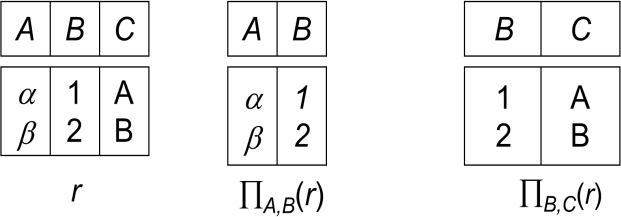 A B C
α 1 A
β 2 B
r
A B
α 1
β 2
∏A,B(r)
B C
1 A
2 B
∏B,C(r)